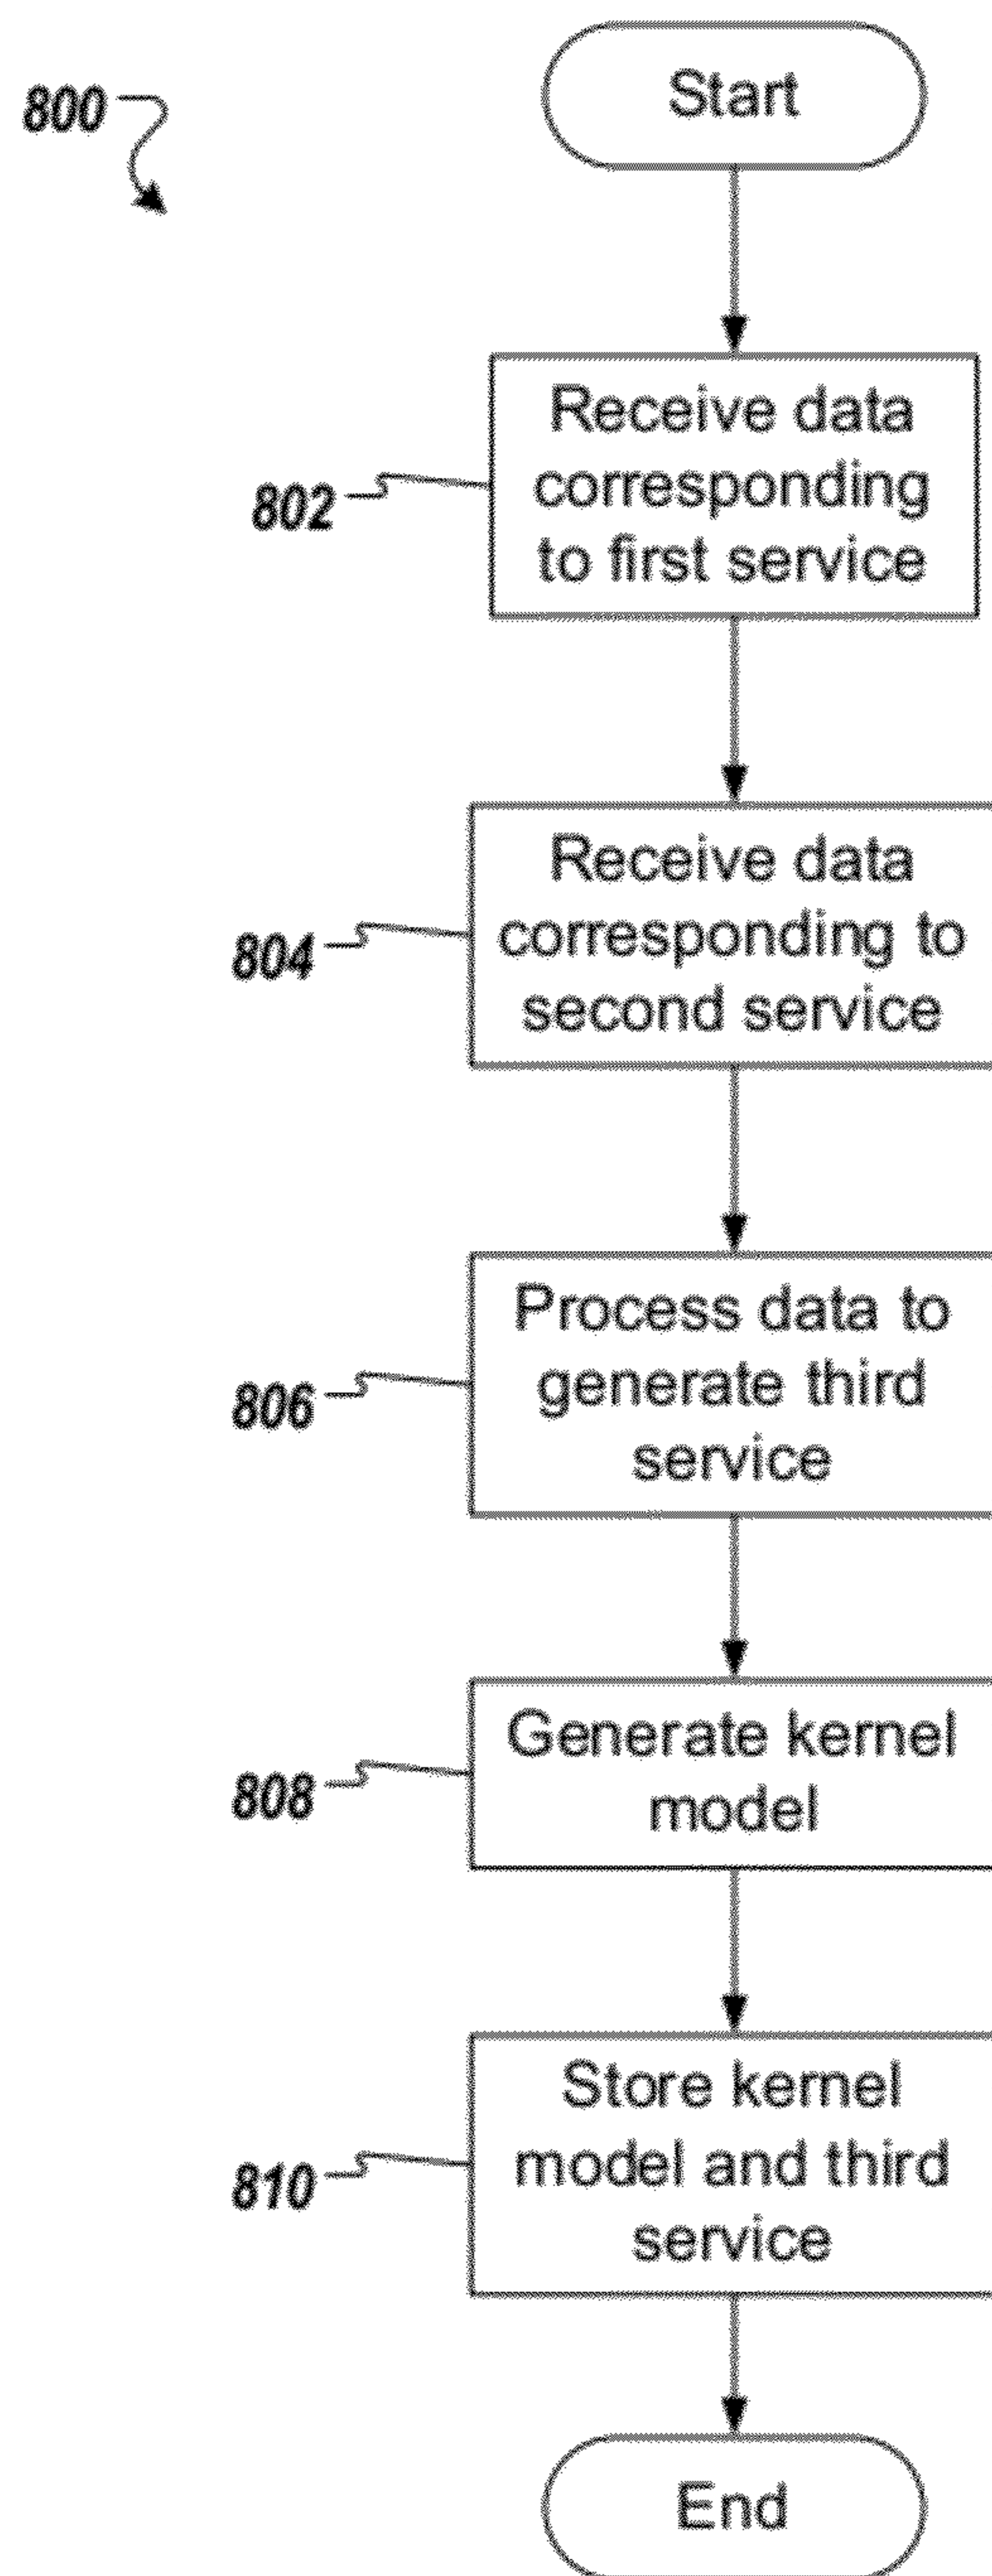 800
Start
Receive data
corresponding
to first service
802
Receive data
corresponding to
second service
804
Process data to
generate third
service
806
Generate kernel
model
808
Store kernel
model and third
service
810
End